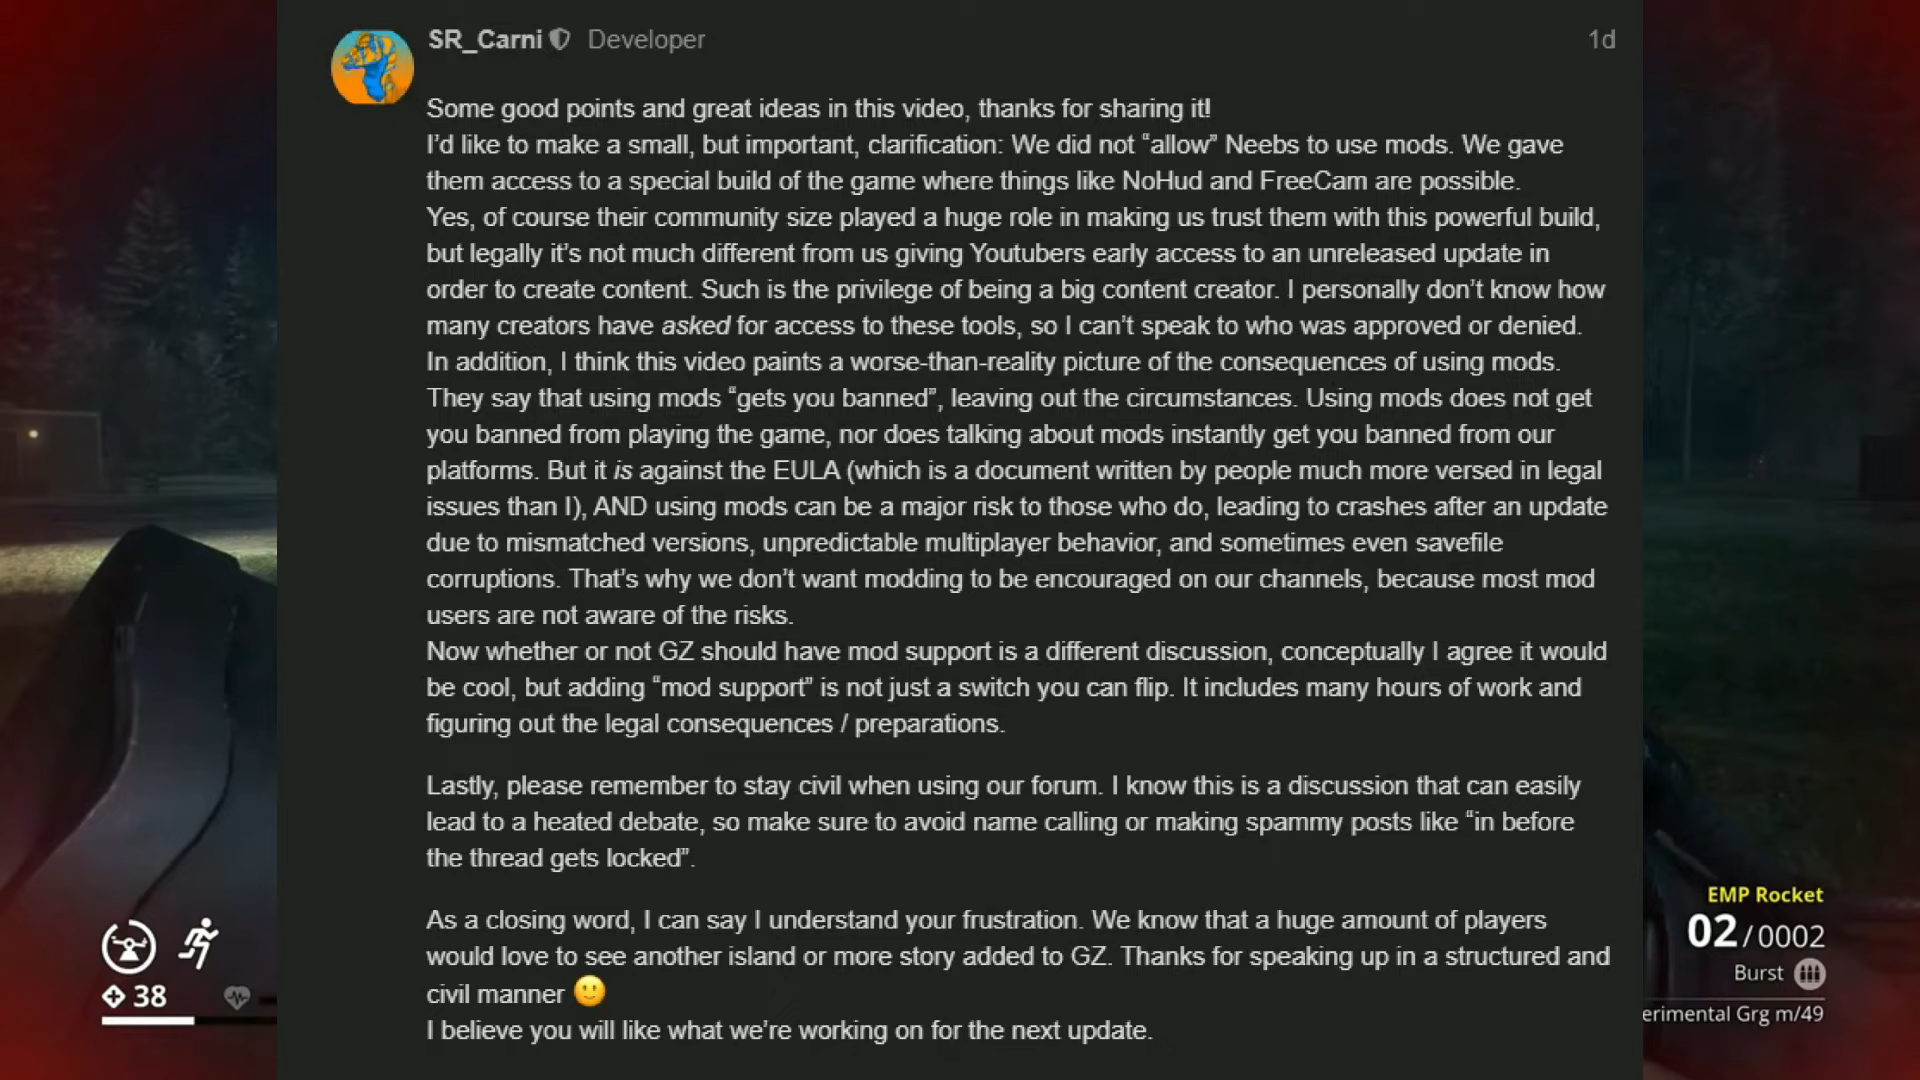 SR_Carni Developer 1d
Some good points and great ideas in this video, thanks for sharing it!
I’d like to make a small, but important, clarification: We did not “allow” Neebs to use mods. We gave
them access to a special build of the game where things like NoHud and FreeCam are possible.
Yes, of course their community size played a huge role in making us trust them with this powerful build,
but legally it’s not much different from us giving Youtubers early access to an unreleased update in
order to create content. Such is the privilege of being a big content creator. I personally don’t know how
many creators have asked for access to these tools, so I can’t speak to who was approved or denied.
In addition, I think this video paints a worse-than-reality picture of the consequences of using mods.
They say that using mods “gets you banned”, leaving out the circumstances. Using mods does not get
you banned from playing the game, nor does talking about mods instantly get you banned from our
platforms. But it is against the EULA (which is a document written by people much more versed in legal
issues than I), AND using mods can be a major risk to those who do, leading to crashes after an update
due to mismatched versions, unpredictable multiplayer behavior, and sometimes even savefile
corruptions. That’s why we don’t want modding to be encouraged on our channels, because most mod
users are not aware of the risks.
Now whether or not GZ should have mod support is a different discussion, conceptually I agree it would
be cool, but adding “mod support” is not just a switch you can flip. It includes many hours of work and
figuring out the legal consequences / preparations.
Lastly, please remember to stay civil when using our forum. I know this is a discussion that can easily
lead to a heated debate, so make sure to avoid name calling or making spammy posts like “in before
the thread gets locked”.
As a closing word, I can say I understand your frustration. We know that a huge amount of players
would love to see another island or more story added to GZ. Thanks for speaking up in a structured and
civil manner 🙂
I believe you will like what we’re working on for the next update.
38
EMP Rocket
02/0002
Burst
erimental Grg m/49